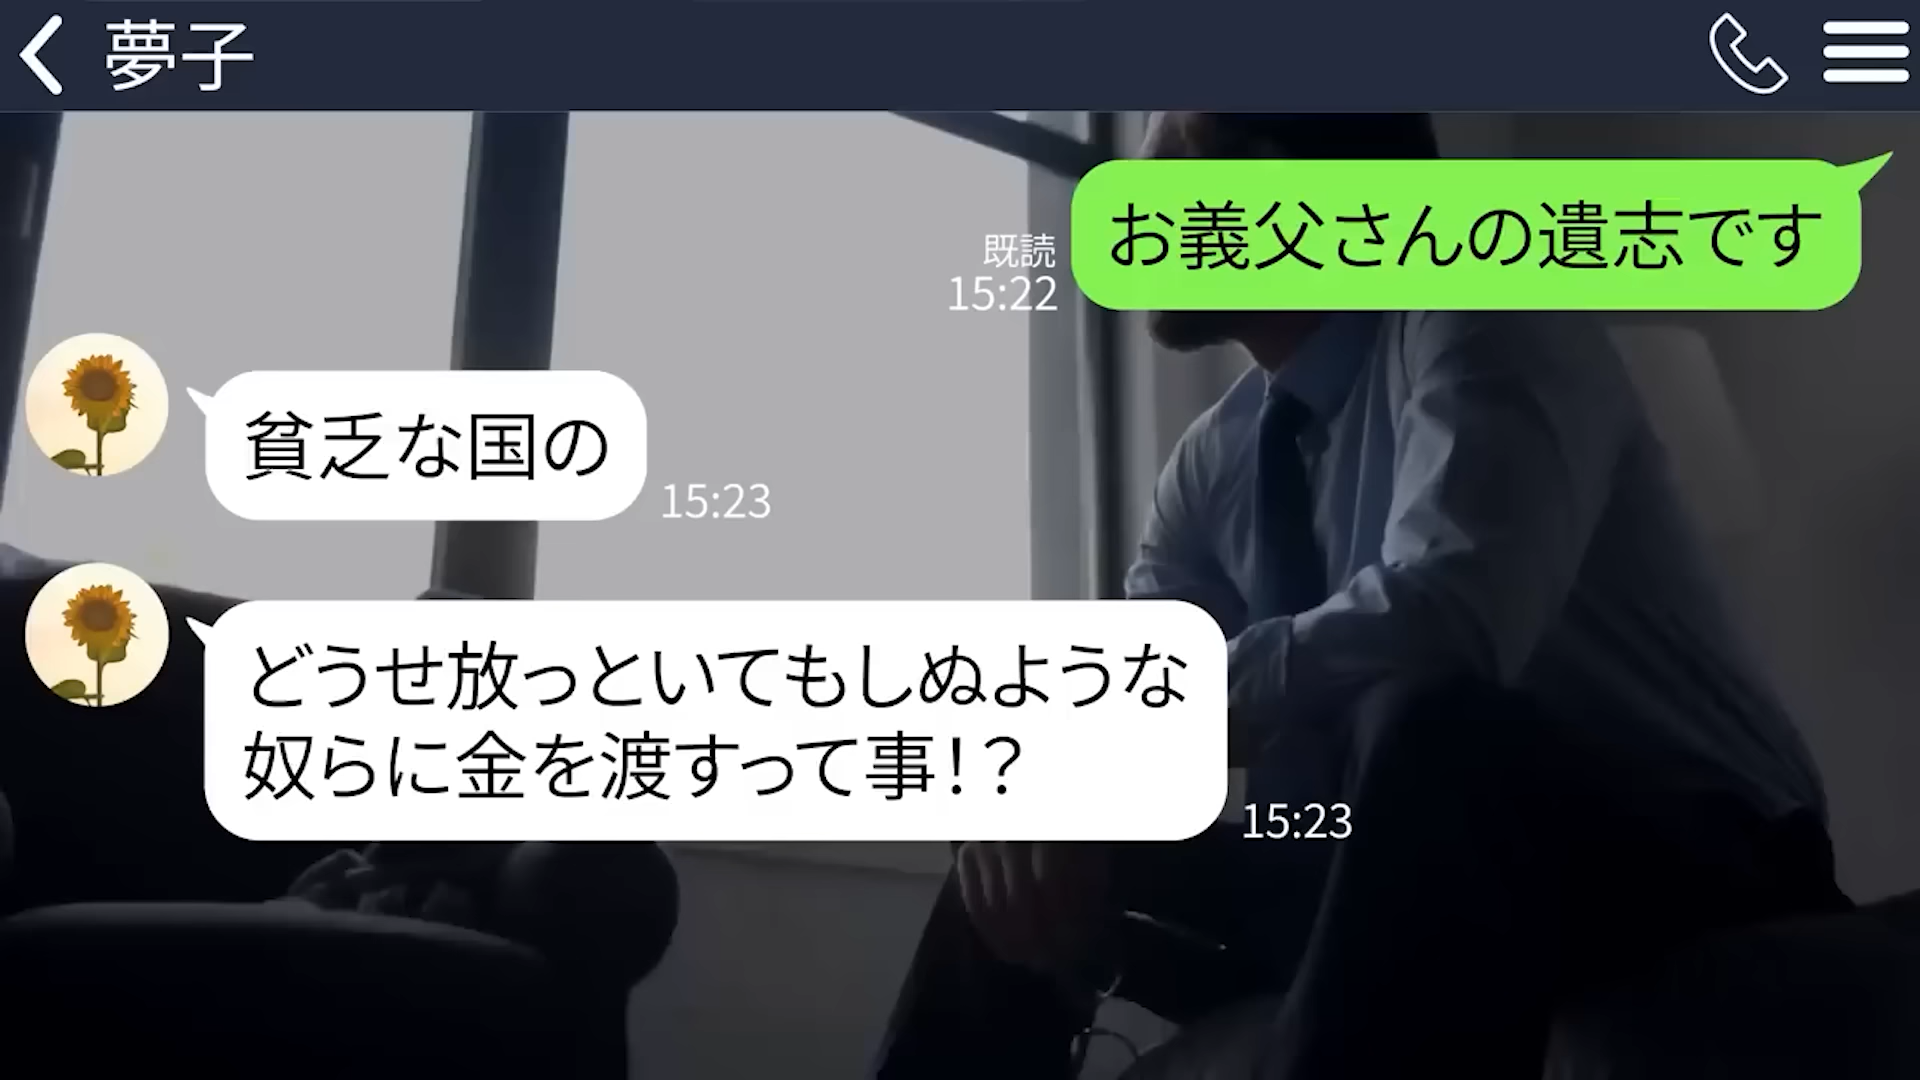 夢子
お義父さんの遺志です
既読
15:22
貧乏な国の
15:23
どうせ放っといてもしぬような
奴らに金を渡すって事！？
15:23